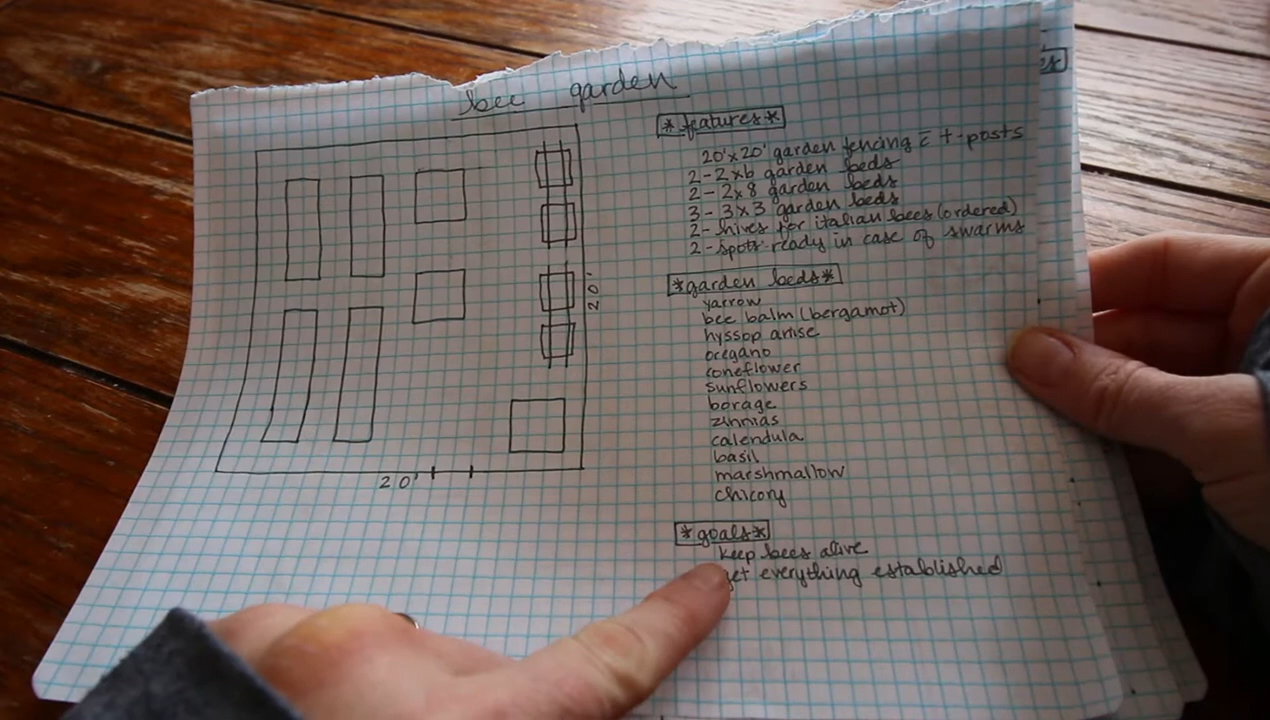 bee garden
*features*
20'x20' garden fencing c̄ t-posts
2 - 2x6 garden beds
2 - 2x8 garden beds
3 - 3x3 garden beds
2 - hives for italian bees (ordered)
2 - spots ready in case of swarms
*garden beds*
yarrow
bee balm (bergamot)
hyssop anise
oregano
coneflower
sunflowers
borage
zinnias
calendula
basil
marshmallow
chicory
*goals*
keep bees alive
get everything established
20'
20'